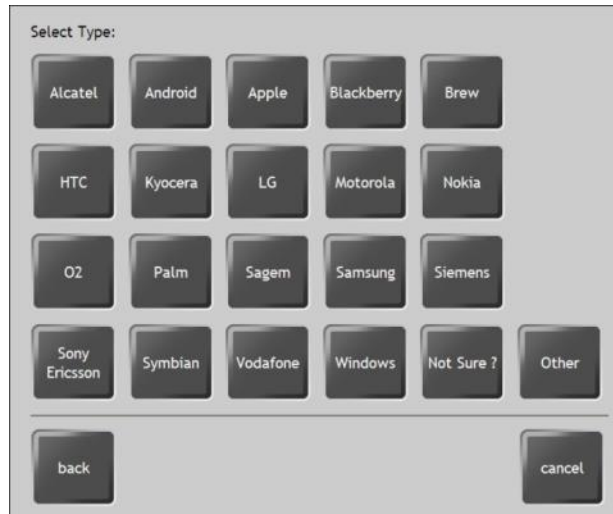 Select Type:
Alcatel Android Apple Blackberry Brew
HTC Kyocera LG Motorola Nokia
O2 Palm Sagem Samsung Siemens
Sony Ericsson Symbian Vodafone Windows Not Sure ? Other
back cancel